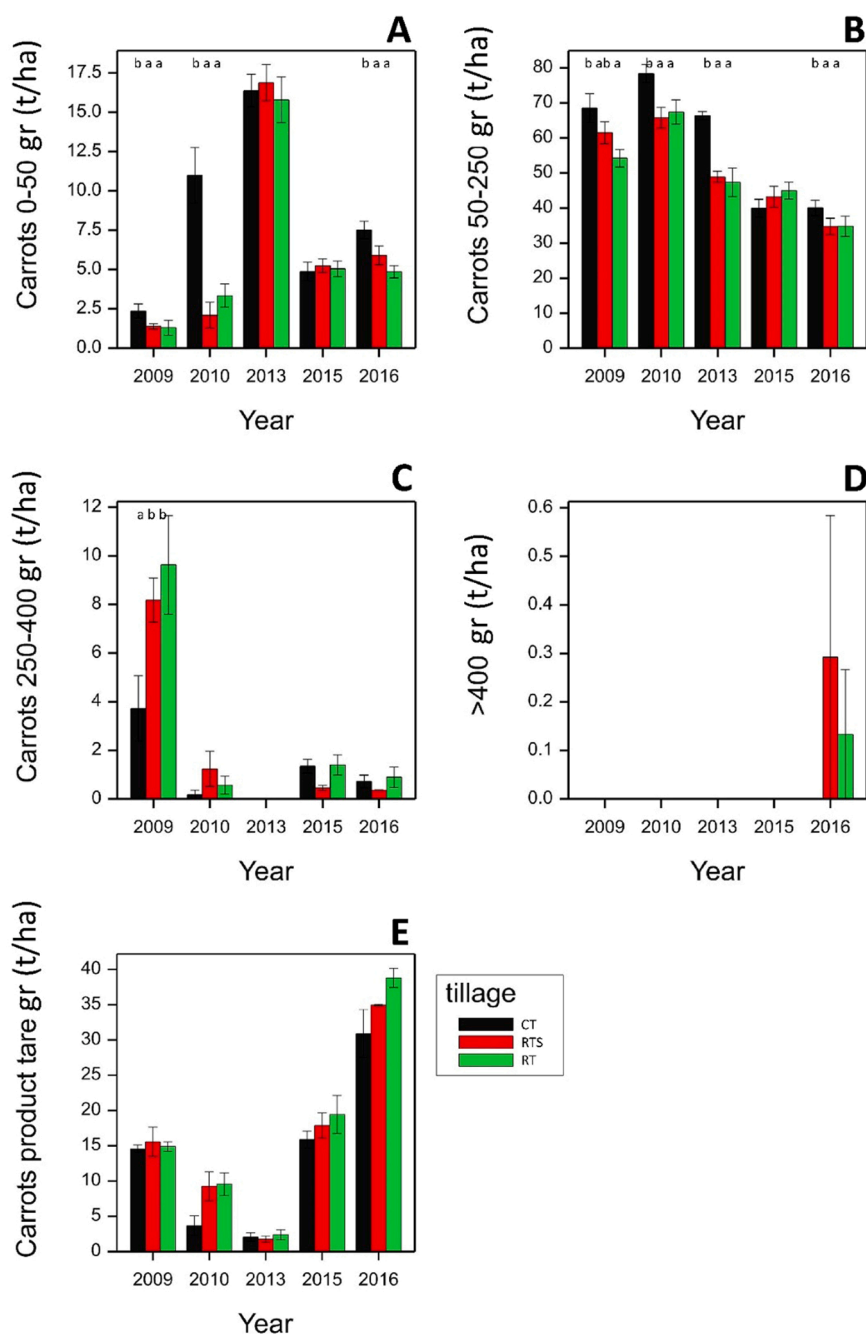 A
Carrots 0-50 gr (t/ha)
b a a
b a a
b a a
17.5
15.0
12.5
10.0
7.5
5.0
2.5
0.0
2009 2010 2013 2015 2016
Year
B
Carrots 50-250 gr (t/ha)
b ab a
b a a
b a a
b a a
80
70
60
50
40
30
20
10
0
2009 2010 2013 2015 2016
Year
C
Carrots 250-400 gr (t/ha)
a b b
12
10
8
6
4
2
0
2009 2010 2013 2015 2016
Year
D
>400 gr (t/ha)
0.6
0.5
0.4
0.3
0.2
0.1
0.0
2009 2010 2013 2015 2016
Year
E
Carrots product tare gr (t/ha)
40
35
30
25
20
15
10
5
0
2009 2010 2013 2015 2016
Year
tillage
CT
RTS
RT